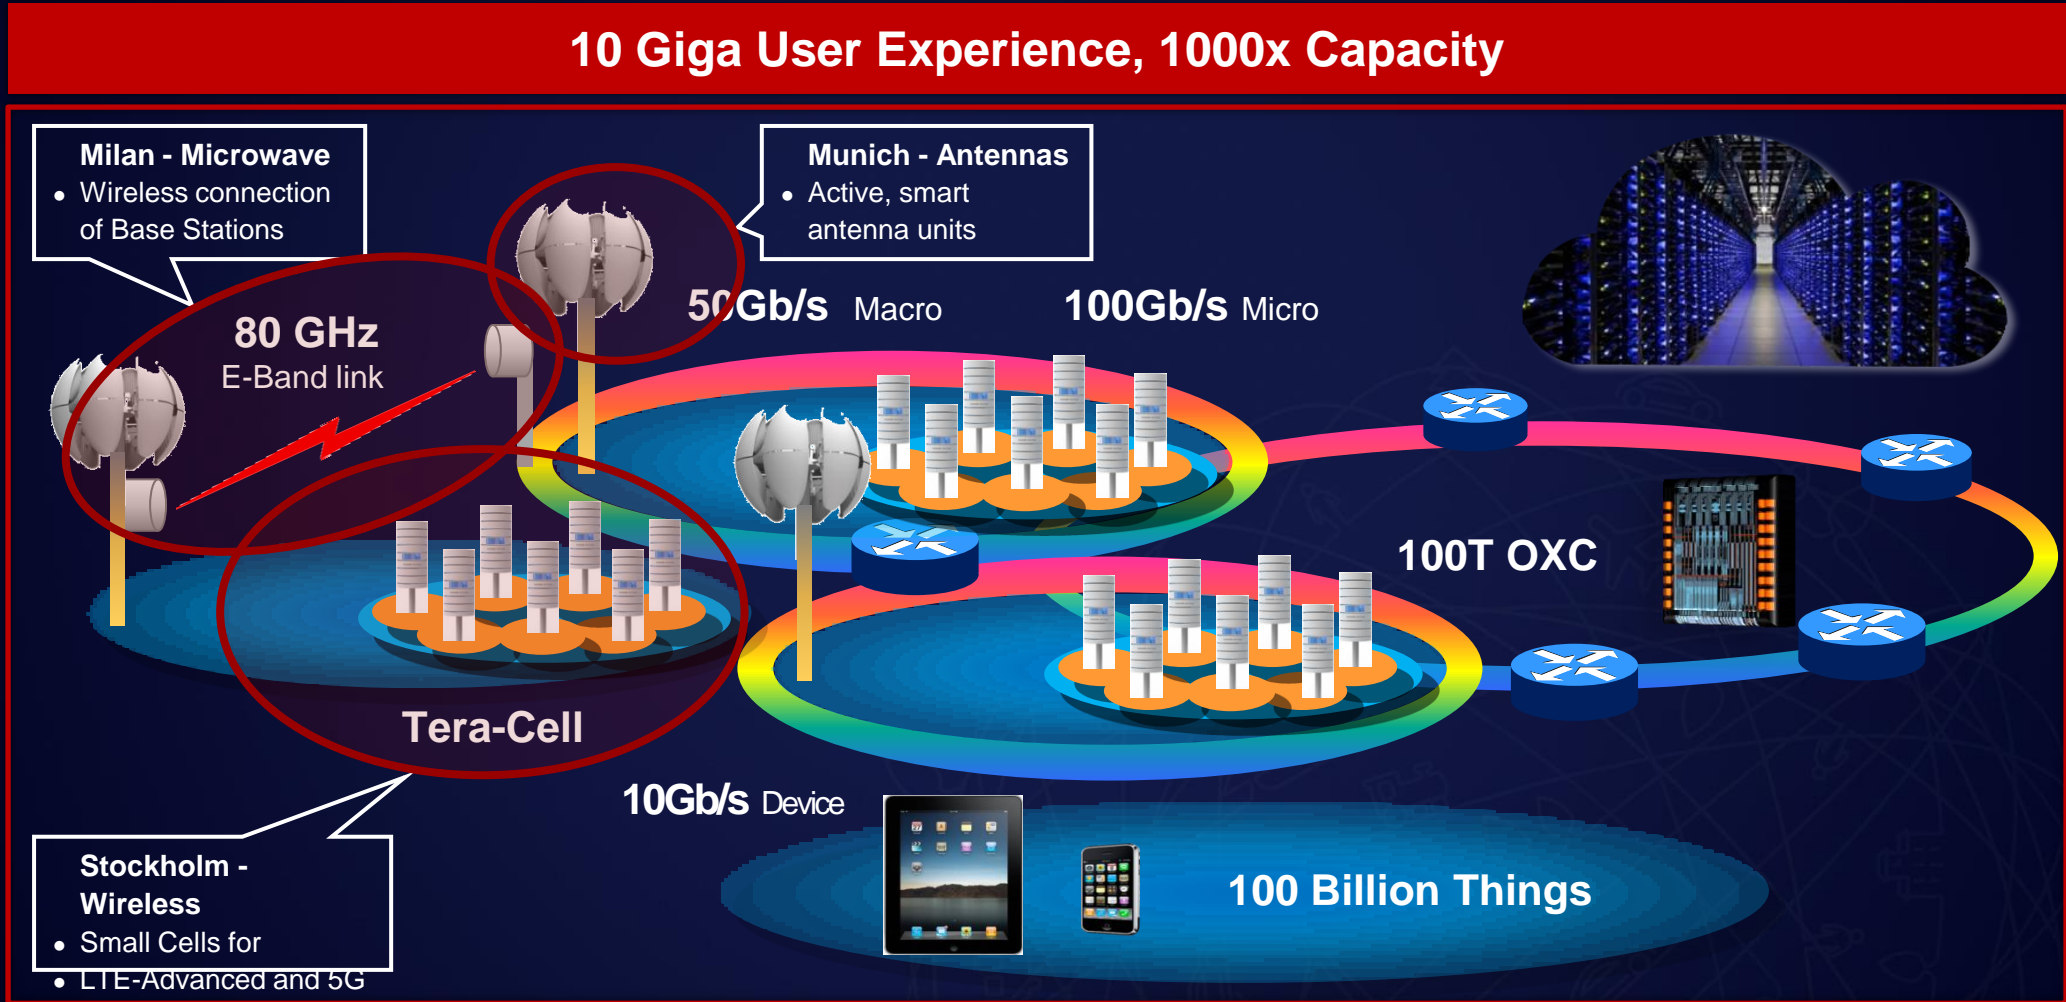 10 Giga User Experience, 1000x Capacity
Milan - Microwave
• Wireless connection
of Base Stations
Munich - Antennas
• Active, smart
antenna units
80 GHz
E-Band link
50Gb/s Macro
100Gb/s Micro
100T OXC
Tera-Cell
10Gb/s Device
Stockholm -
Wireless
• Small Cells for
• LTE-Advanced and 5G
100 Billion Things